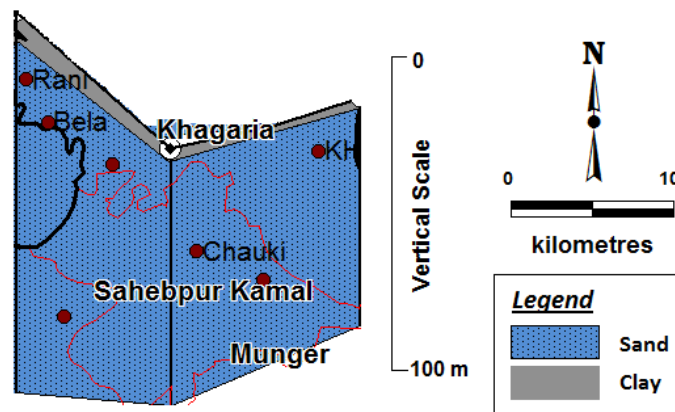 Rani
Bela
Khagaria
KH
Chauki
Sahebpur Kamal
Munger
0
Vertical Scale
100 m
N
0 10
kilometres
Legend
Sand
Clay